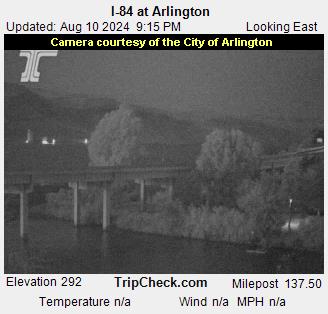 I-84 at Arlington
Updated: Aug 10 2024 9:15 PM Looking East
Camera courtesy of the City of Arlington
Elevation 292 TripCheck.com Milepost 137.50
Temperature n/a Wind n/a MPH n/a